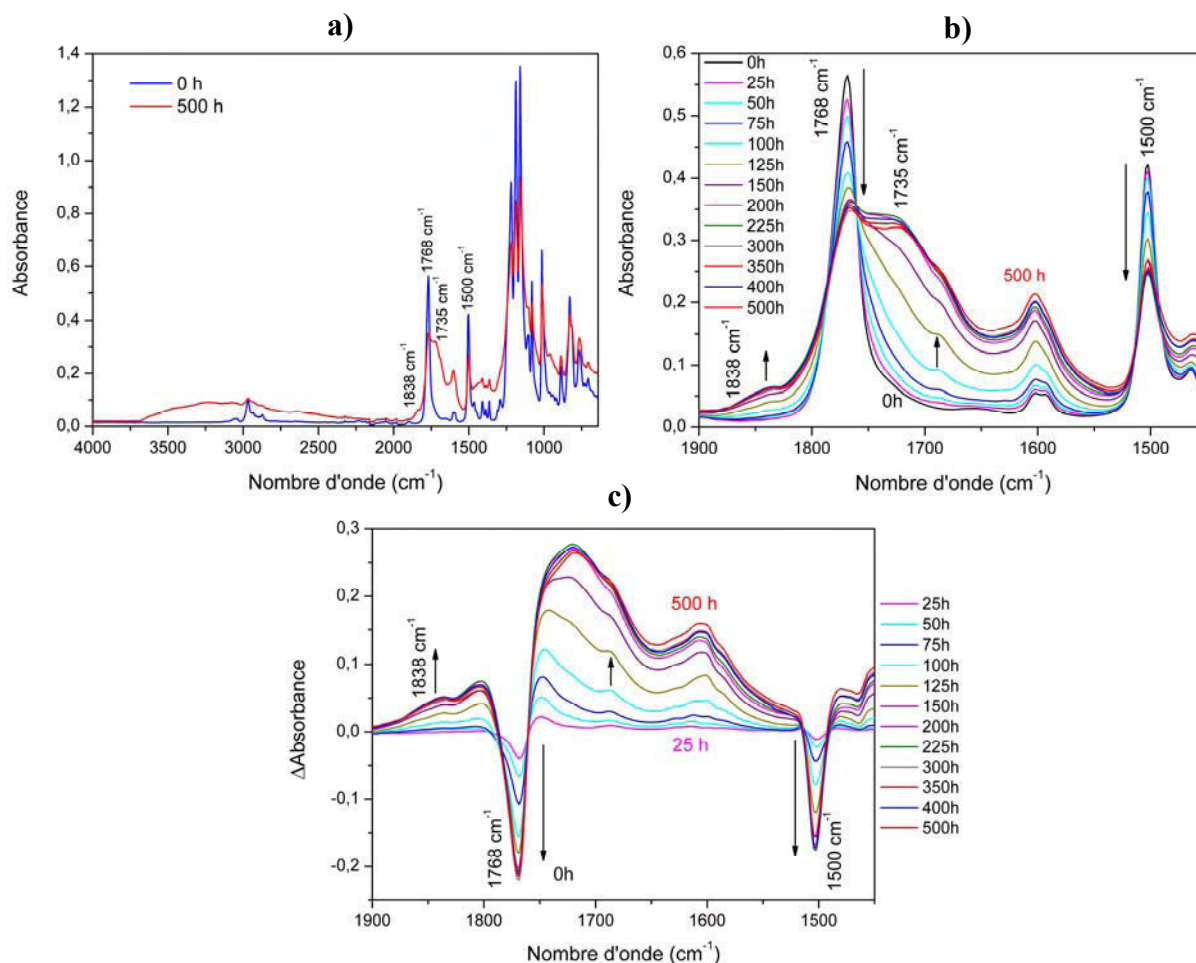 a)
1,4
1,2
1,0
0,8
0,6
0,4
0,2
0,0
Absorbance
0 h
500 h
1838 cm⁻¹
1768 cm⁻¹
1735 cm⁻¹
1500 cm⁻¹
4000 3500 3000 2500 2000 1500 1000
Nombre d'onde (cm⁻¹)
b)
0,6
0,5
0,4
0,3
0,2
0,1
0,0
Absorbance
0h
25h
50h
75h
100h
125h
150h
200h
225h
300h
350h
400h
500h
1838 cm⁻¹
1768 cm⁻¹
1735 cm⁻¹
0h
500 h
1500 cm⁻¹
1900 1800 1700 1600 1500
Nombre d'onde (cm⁻¹)
c)
0,3
0,2
0,1
0,0
-0,1
-0,2
ΔAbsorbance
1838 cm⁻¹
1768 cm⁻¹
0h
500 h
25 h
1500 cm⁻¹
25h
50h
75h
100h
125h
150h
200h
225h
300h
350h
400h
500h
1900 1800 1700 1600 1500
Nombre d'onde (cm⁻¹)